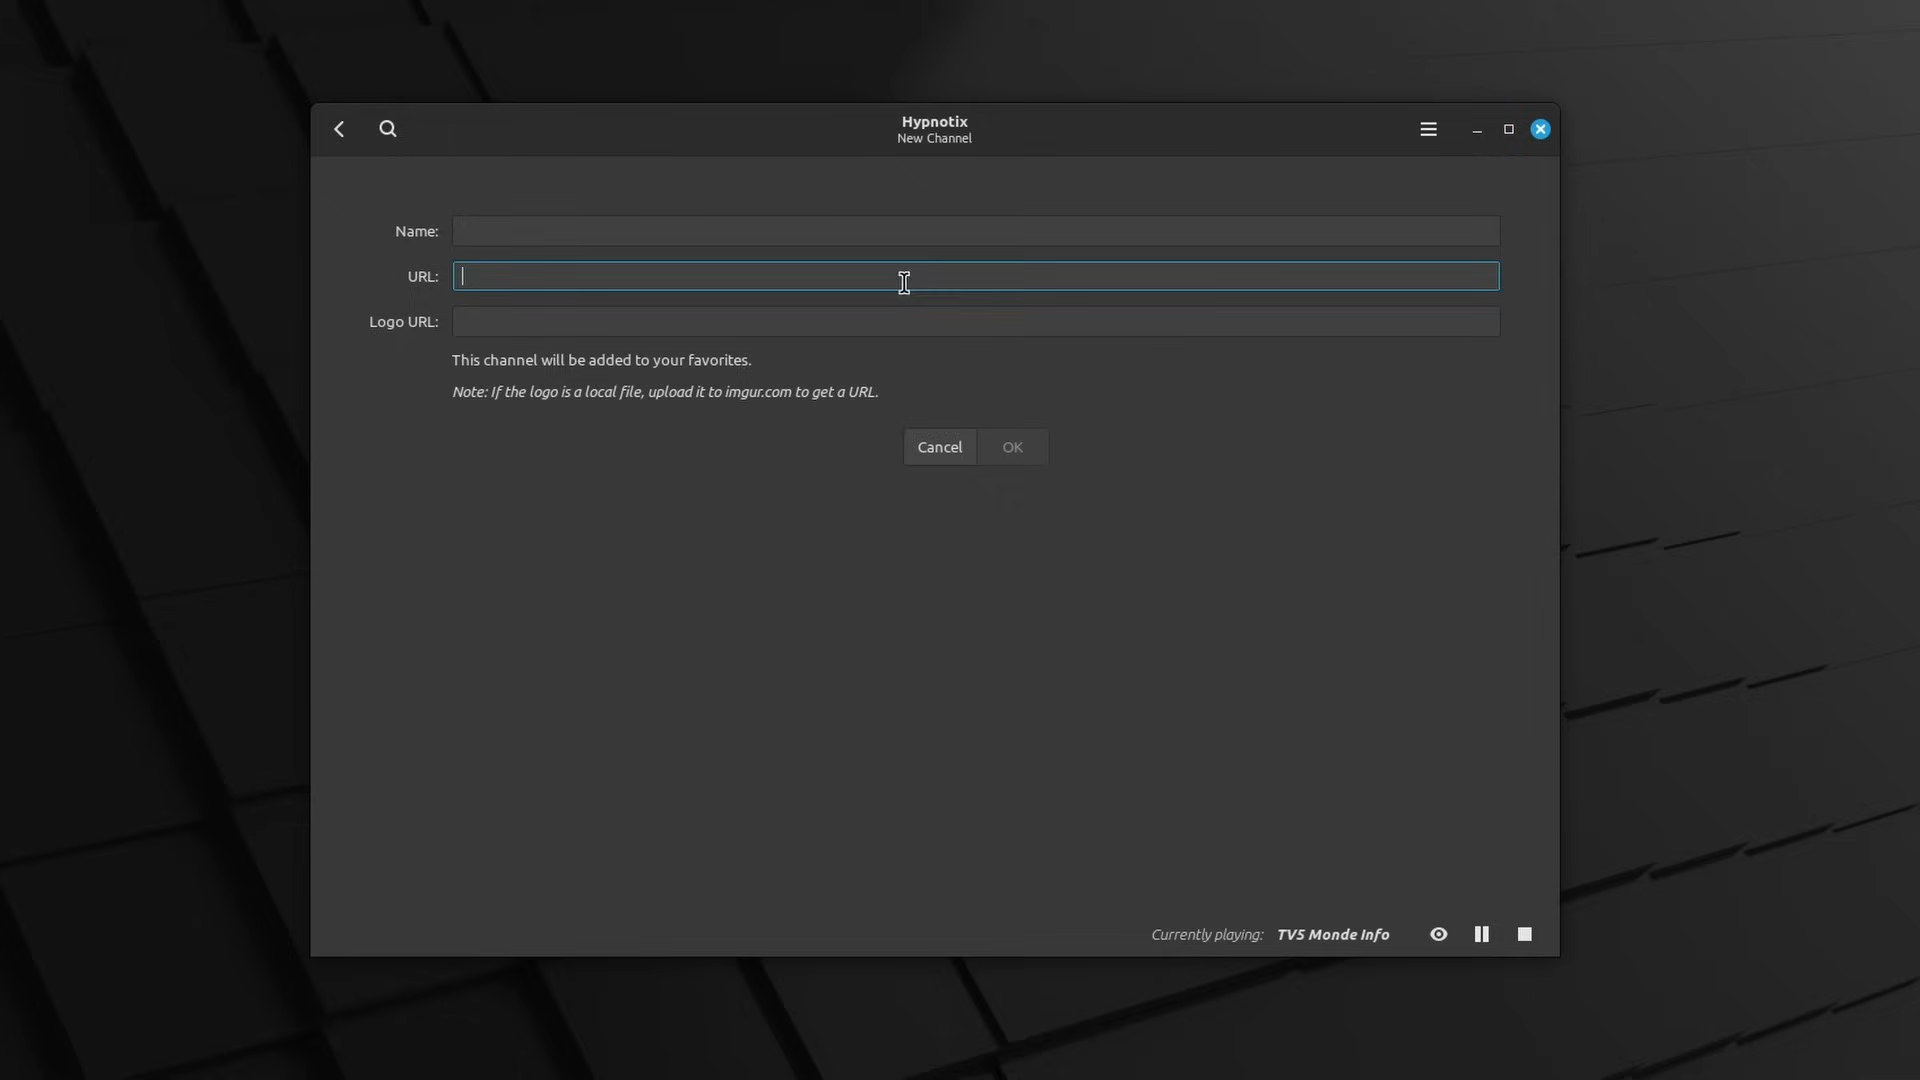 Hypnotix
New Channel
Name:
URL:
Logo URL:
This channel will be added to your favorites.
Note: If the logo is a local file, upload it to imgur.com to get a URL.
Cancel OK
Currently playing: TV5 Monde Info